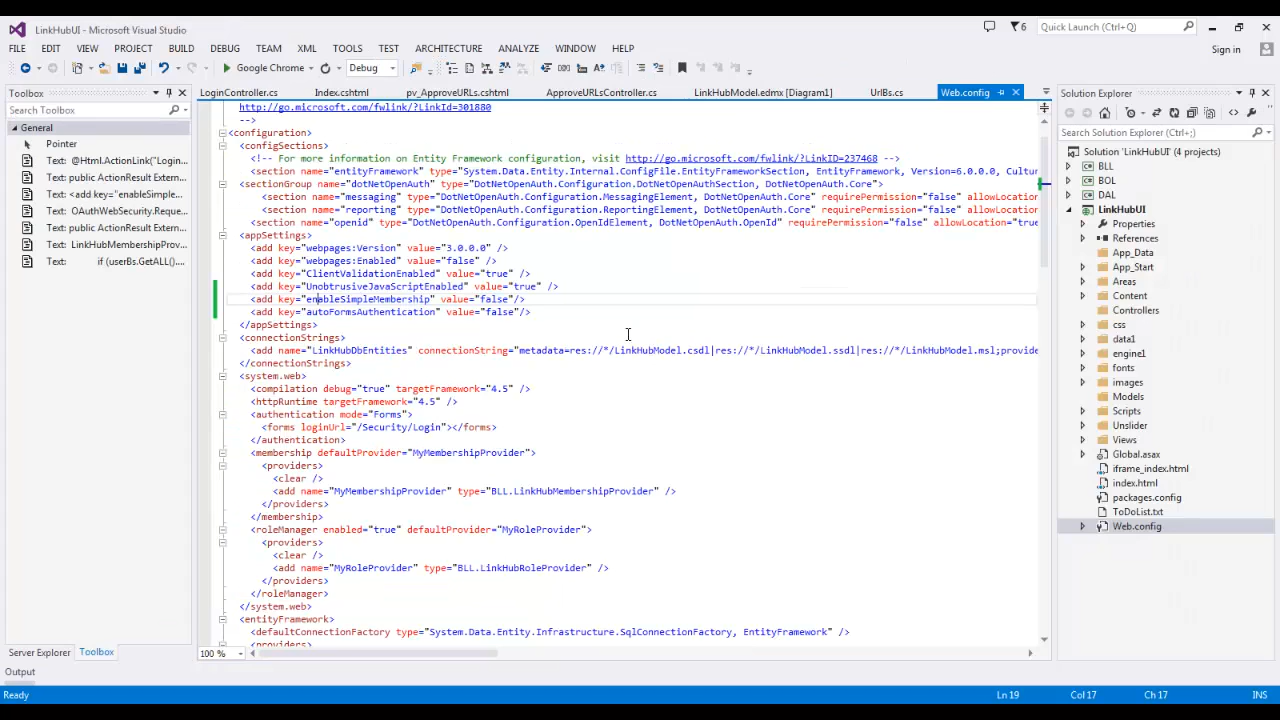 LinkHubUI - Microsoft Visual Studio
6
Quick Launch (Ctrl+Q)
FILE EDIT VIEW PROJECT BUILD DEBUG TEAM XML TOOLS TEST ARCHITECTURE ANALYZE WINDOW HELP
Sign in
Google Chrome
Debug
Toolbox
Search Toolbox
General
Pointer
Text: @Html.ActionLink("Login...
Text: public ActionResult Extern...
Text: <add key="enableSimple...
Text: OAuthWebSecurity.Reque...
Text: public ActionResult Extern...
Text: LinkHubMembershipProv...
Text: if (userBs.GetALL()....
Server Explorer
Toolbox
Output
LoginController.cs
Index.cshtml
pv_ApproveURLs.cshtml
ApproveURLsController.cs
LinkHubModel.edmx [Diagram1]
UrlBs.cs
Web.config
http://go.microsoft.com/fwlink/?LinkId=301880
-->
<configuration>
<configSections>
<!-- For more information on Entity Framework configuration, visit http://go.microsoft.com/fwlink/?LinkID=237468 -->
<section name="entityFramework" type="System.Data.Entity.Internal.ConfigFile.EntityFrameworkSection, EntityFramework, Version=6.0.0.0, Cultur
<sectionGroup name="dotNetOpenAuth" type="DotNetOpenAuth.Configuration.DotNetOpenAuthSection, DotNetOpenAuth.Core">
<section name="messaging" type="DotNetOpenAuth.Configuration.MessagingElement, DotNetOpenAuth.Core" requirePermission="false" allowLocation
<section name="reporting" type="DotNetOpenAuth.Configuration.ReportingElement, DotNetOpenAuth.Core" requirePermission="false" allowLocation
<section name="openid" type="DotNetOpenAuth.Configuration.OpenIdElement, DotNetOpenAuth.OpenId" requirePermission="false" allowLocation="true
<appSettings>
<add key="webpages:Version" value="3.0.0.0" />
<add key="webpages:Enabled" value="false" />
<add key="ClientValidationEnabled" value="true" />
<add key="UnobtrusiveJavaScriptEnabled" value="true" />
<add key="enableSimpleMembership" value="false"/>
<add key="autoFormsAuthentication" value="false"/>
</appSettings>
<connectionStrings>
<add name="LinkHubDbEntities" connectionString="metadata=res://*/LinkHubModel.csdl|res://*/LinkHubModel.ssdl|res://*/LinkHubModel.msl;provide
</connectionStrings>
<system.web>
<compilation debug="true" targetFramework="4.5" />
<httpRuntime targetFramework="4.5" />
<authentication mode="Forms">
<forms loginUrl="/Security/Login"></forms>
</authentication>
<membership defaultProvider="MyMembershipProvider">
<providers>
<clear />
<add name="MyMembershipProvider" type="BLL.LinkHubMembershipProvider" />
</providers>
</membership>
<roleManager enabled="true" defaultProvider="MyRoleProvider">
<providers>
<clear />
<add name="MyRoleProvider" type="BLL.LinkHubRoleProvider" />
</providers>
</roleManager>
</system.web>
<entityFramework>
<defaultConnectionFactory type="System.Data.Entity.Infrastructure.SqlConnectionFactory, EntityFramework" />
<providers>
100 %
Solution Explorer
Search Solution Explorer (Ctrl+;)
Solution 'LinkHubUI' (4 projects)
BLL
BOL
DAL
LinkHubUI
Properties
References
App_Data
App_Start
Areas
Content
Controllers
css
data1
engine1
fonts
images
Models
Scripts
Unslider
Views
Global.asax
iframe_index.html
index.html
packages.config
ToDoList.txt
Web.config
Ready
Ln 19
Col 17
Ch 17
INS